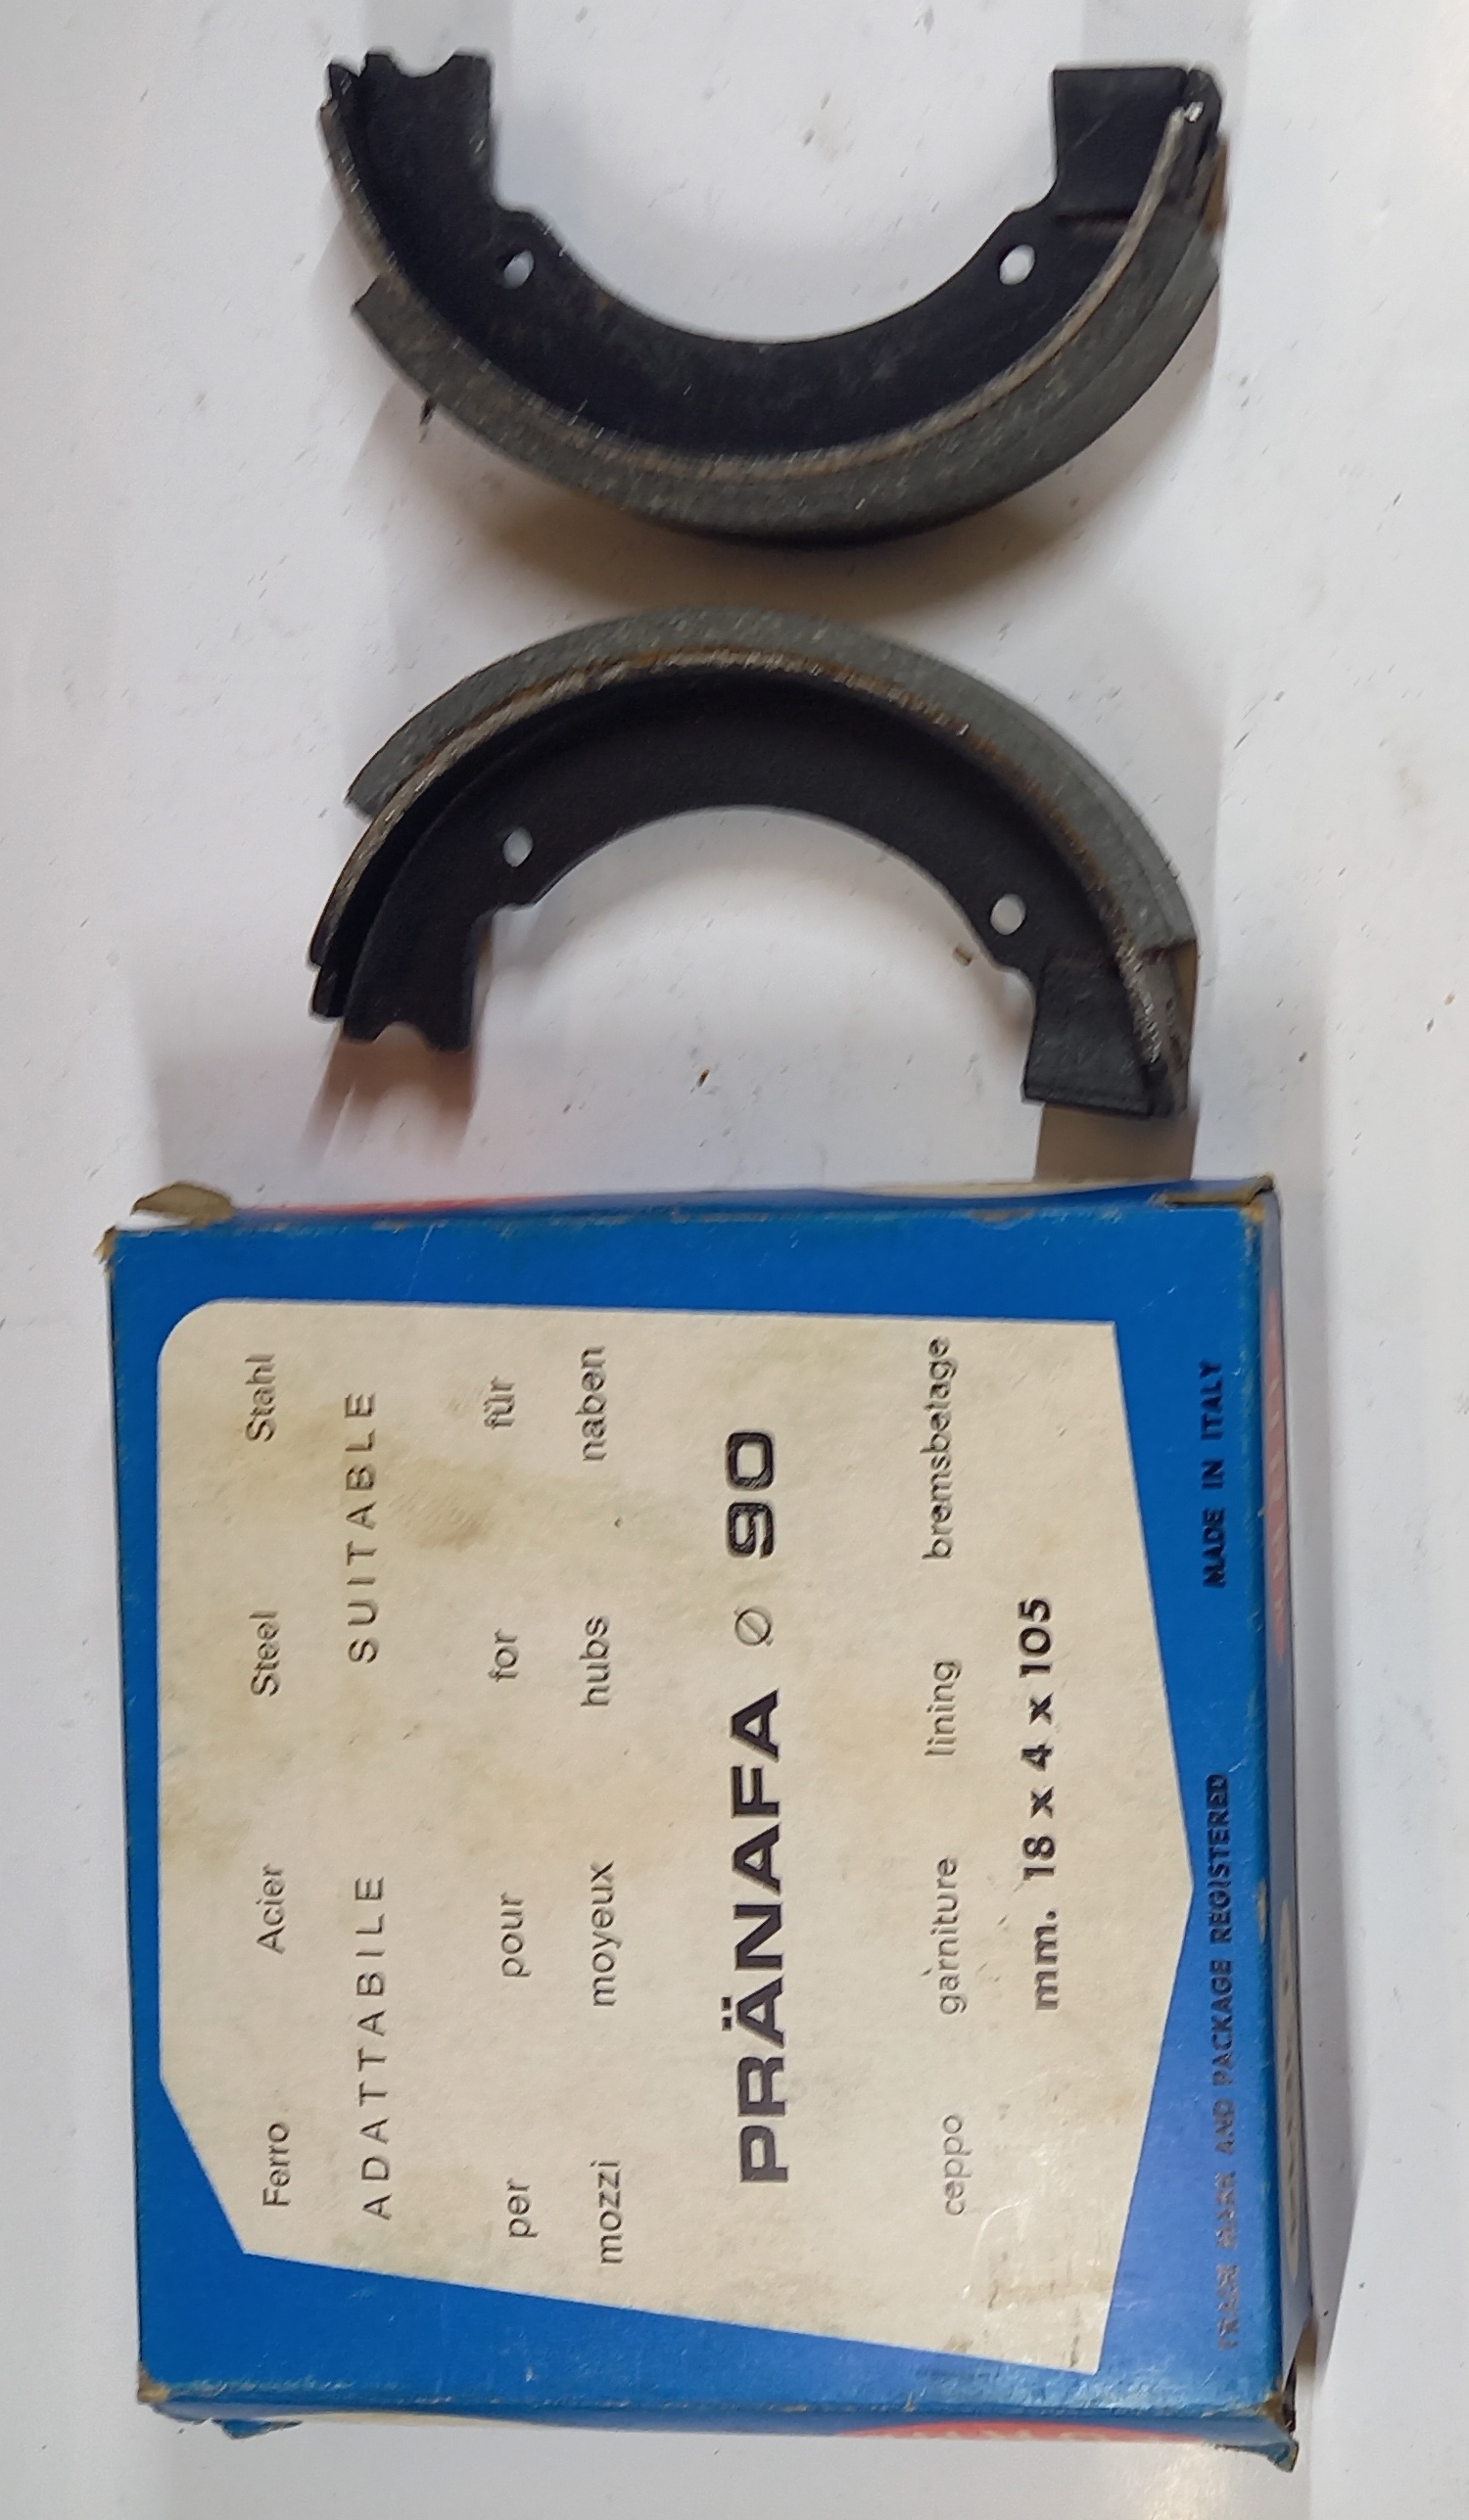 Ferro Acier Steel Stahl
ADATTABILE SUITABLE
per pour for für
mozzi moyeux hubs naben
PRÄNAFA ∅ 90
ceppo garniture lining bremsbelage
mm. 18 x 4 x 105
TRADE MARK AND PACKAGE REGISTERED MADE IN ITALY